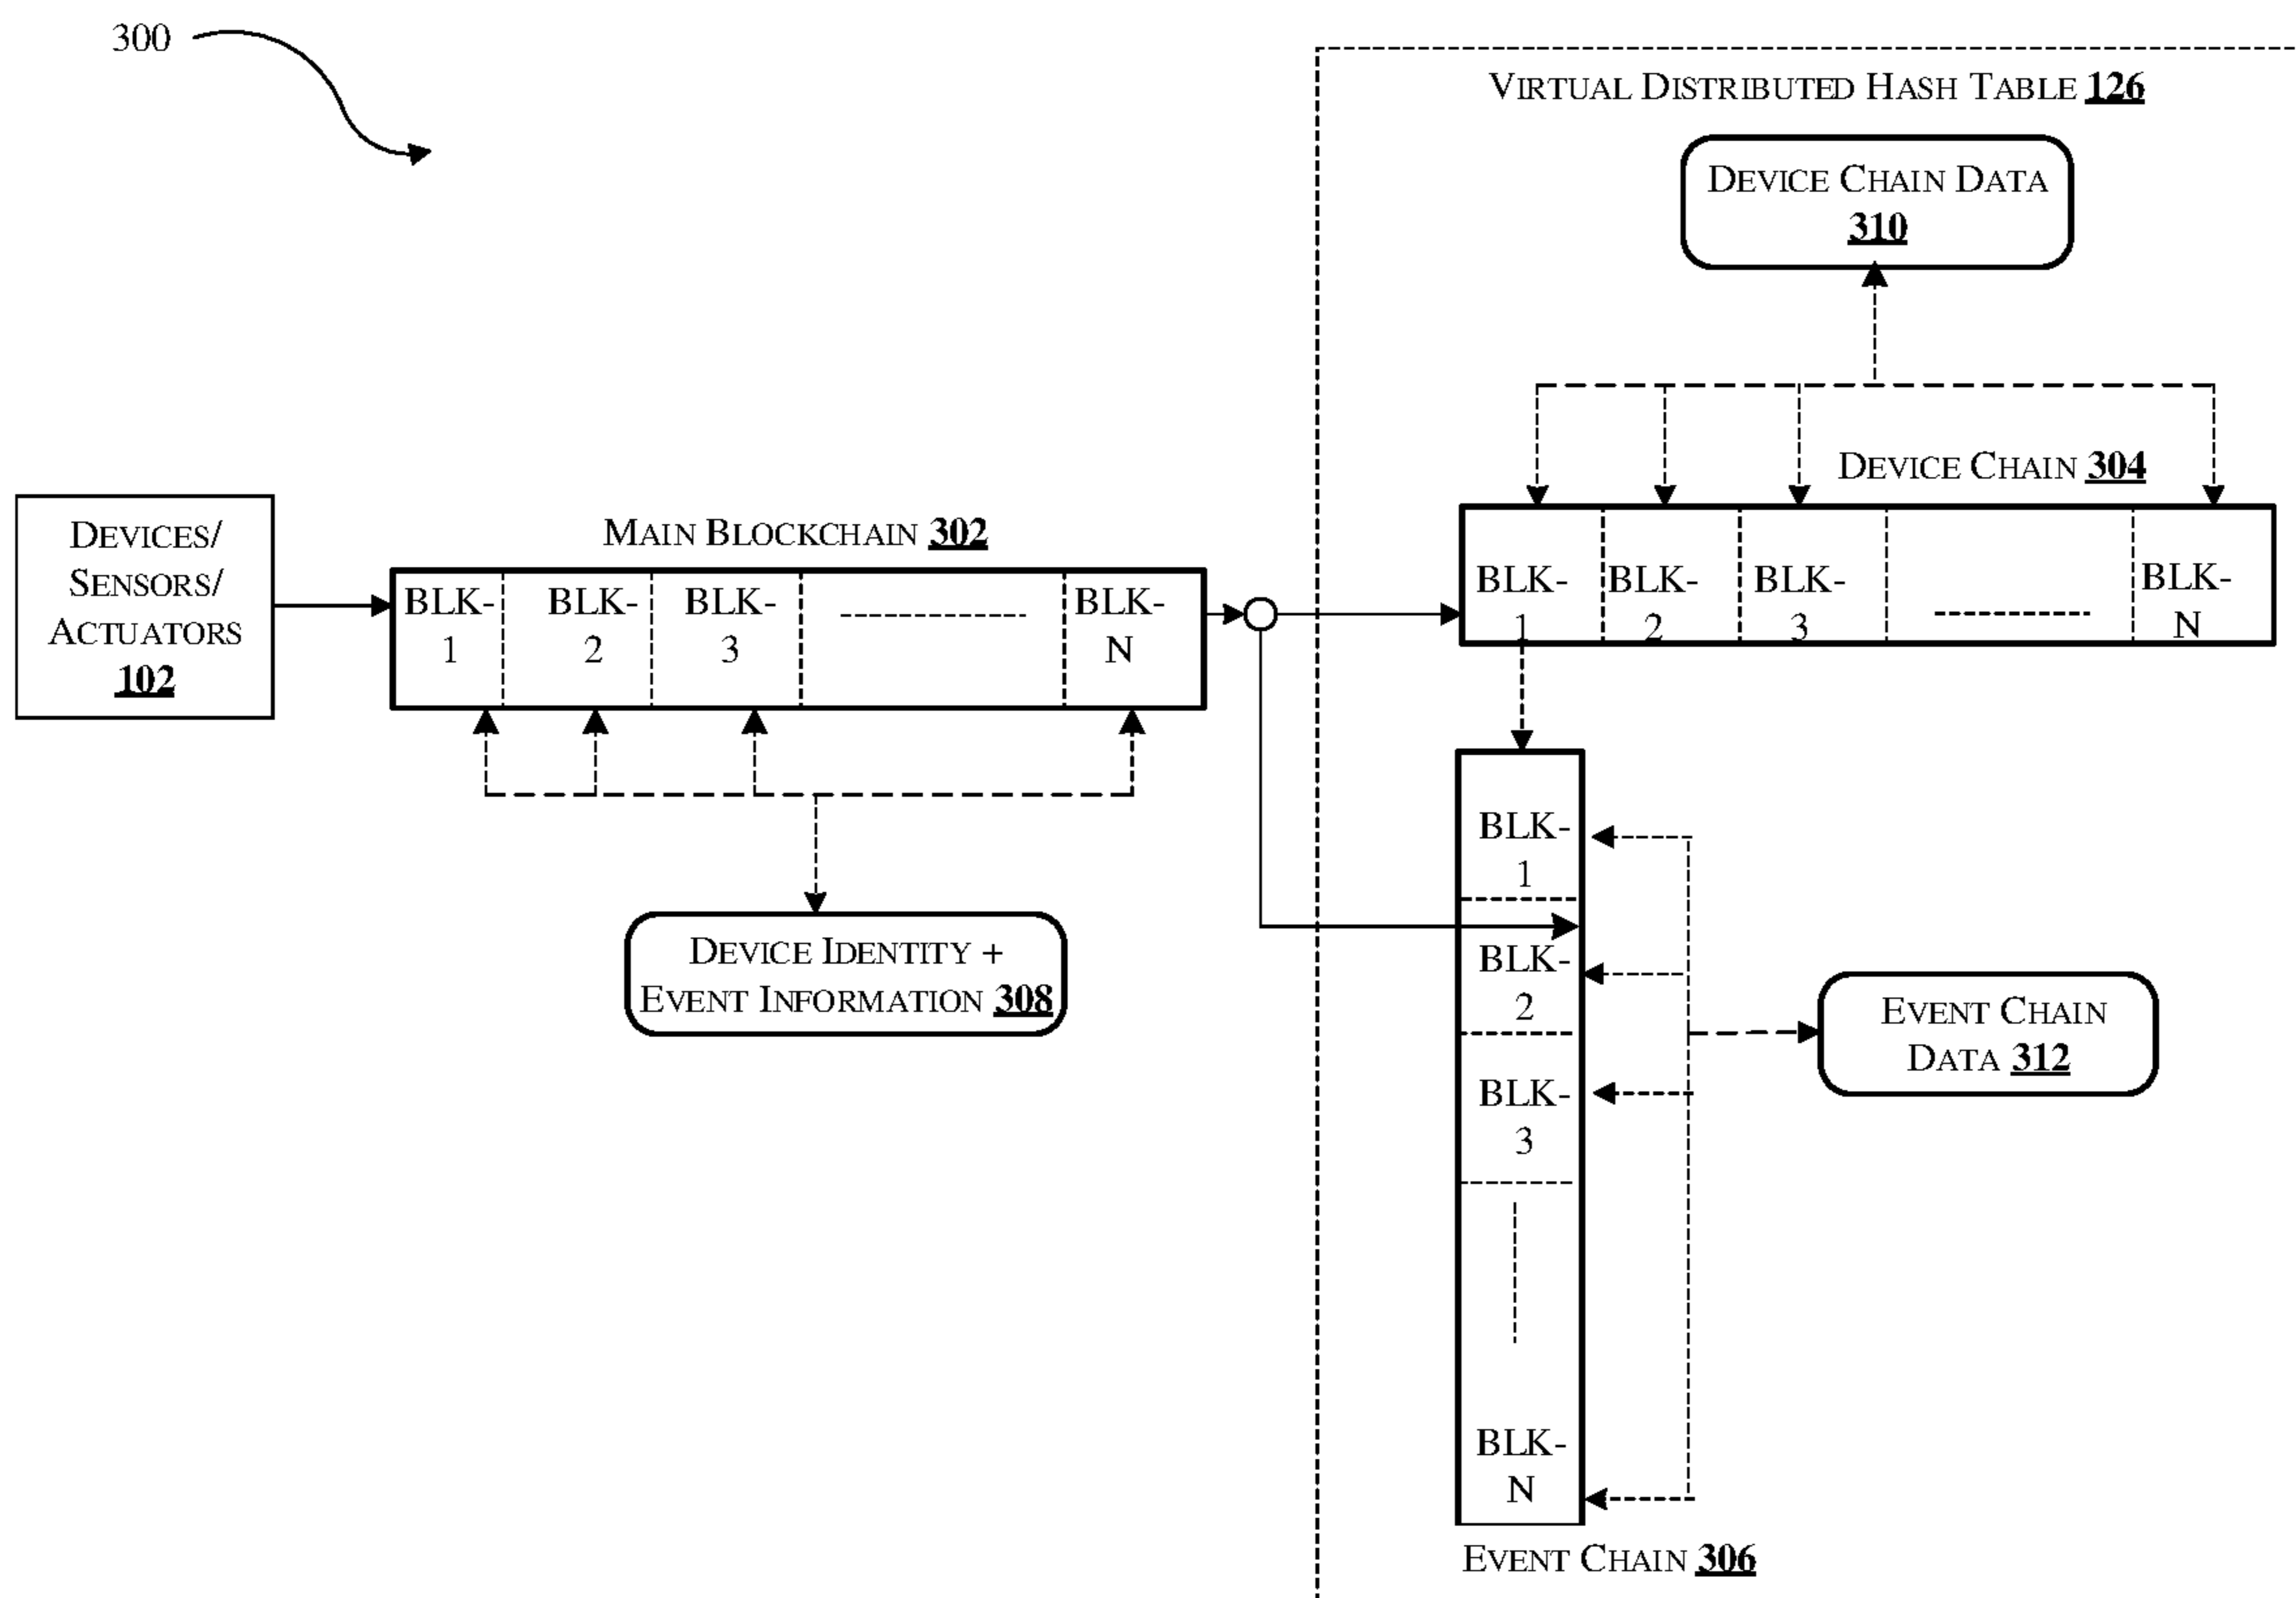 300
VIRTUAL DISTRIBUTED HASH TABLE 126
DEVICE CHAIN DATA
310
DEVICE CHAIN 304
BLK-
1
BLK-
2
BLK-
3
BLK-
N
DEVICES/
SENSORS/
ACTUATORS
102
MAIN BLOCKCHAIN 302
BLK-
1
BLK-
2
BLK-
3
BLK-
N
DEVICE IDENTITY +
EVENT INFORMATION 308
BLK-
1
BLK-
2
BLK-
3
BLK-
N
EVENT CHAIN
DATA 312
EVENT CHAIN 306